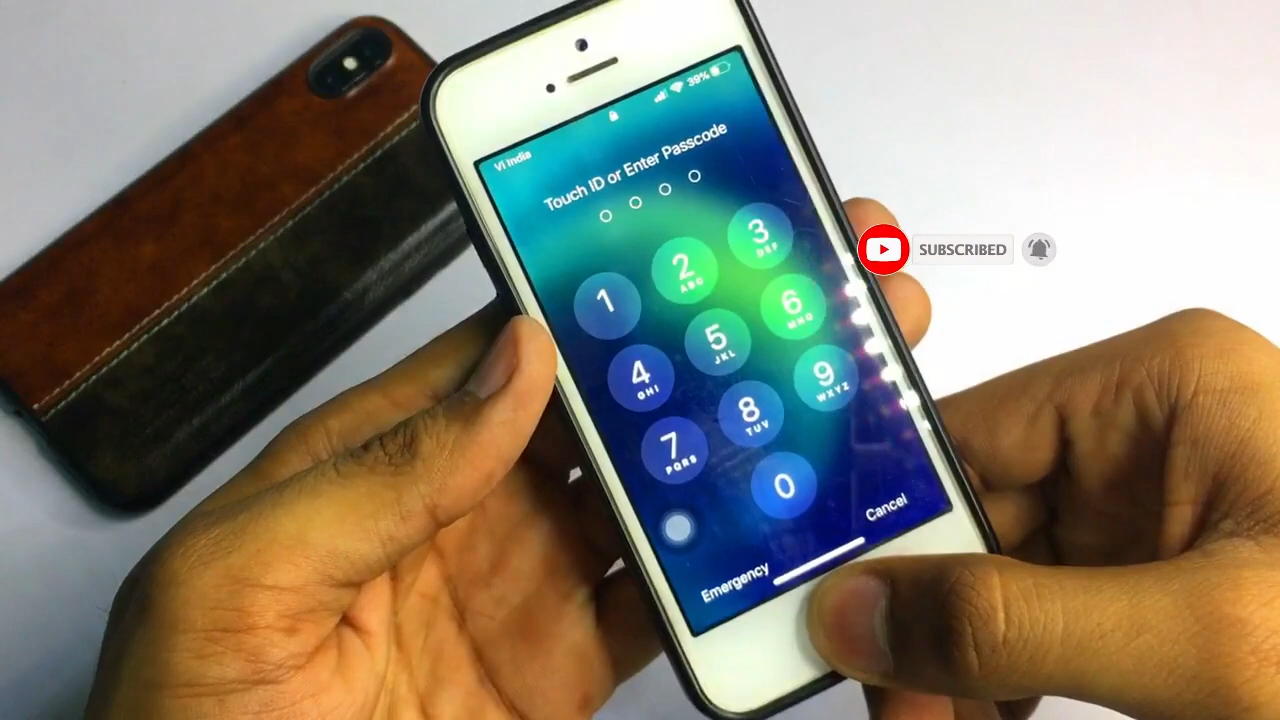 39%
Vi India
Touch ID or Enter Passcode
1
2
ABC
3
DEF
4
GHI
5
JKL
6
MNO
7
PQRS
8
TUV
9
WXYZ
0
Emergency
Cancel
SUBSCRIBED